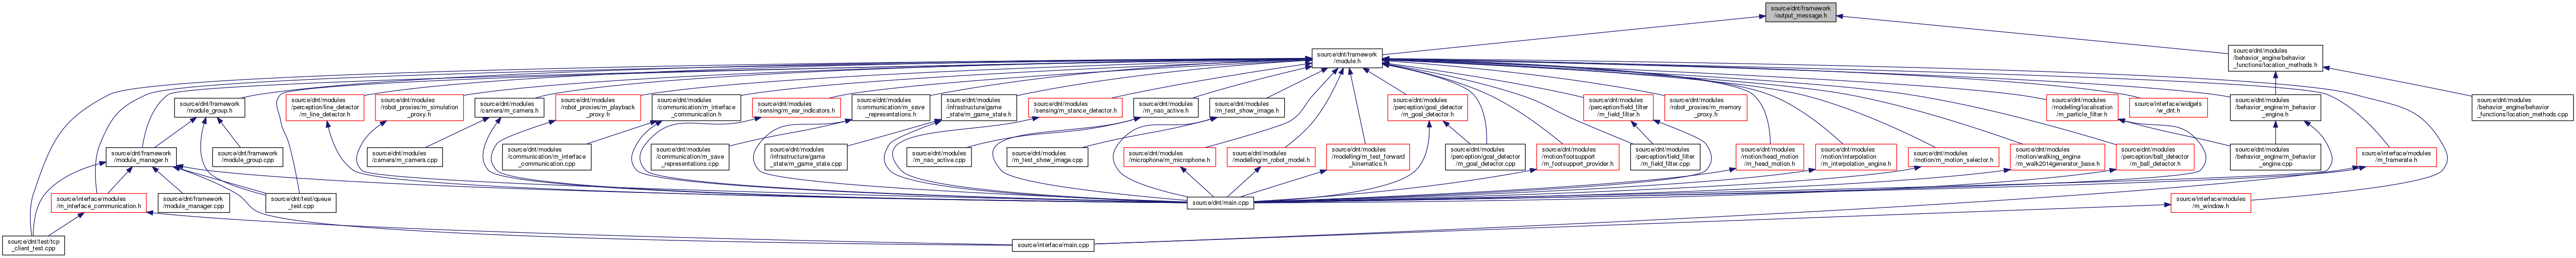 source/dnt/framework
/output_message.h
source/dnt/framework
/module.h
source/dnt/modules
/behavior_engine/behavior
_functions/location_methods.h
source/dnt/framework
/module_group.h
source/dnt/modules
/perception/line_detector
/m_line_detector.h
source/dnt/modules
/robot_proxies/m_simulation
_proxy.h
source/dnt/modules
/camera/m_camera.h
source/dnt/modules
/robot_proxies/m_playback
_proxy.h
source/dnt/modules
/communication/m_interface
_communication.h
source/dnt/modules
/sensing/m_ear_indicators.h
source/dnt/modules
/communication/m_save
_representations.h
source/dnt/modules
/infrastructure/game
_state/m_game_state.h
source/dnt/modules
/sensing/m_stance_detector.h
source/dnt/modules
/m_nao_active.h
source/dnt/modules
/m_test_show_image.h
source/dnt/modules
/perception/goal_detector
/m_goal_detector.h
source/dnt/modules
/perception/field_filter
/m_field_filter.h
source/dnt/modules
/robot_proxies/m_memory
_proxy.h
source/dnt/modules
/modelling/localisation
/m_particle_filter.h
source/interface/widgets
/w_dnt.h
source/dnt/modules
/behavior_engine/m_behavior
_engine.h
source/dnt/modules
/behavior_engine/behavior
_functions/location_methods.cpp
source/dnt/framework
/module_manager.h
source/dnt/framework
/module_group.cpp
source/dnt/modules
/camera/m_camera.cpp
source/dnt/modules
/communication/m_interface
_communication.cpp
source/dnt/modules
/communication/m_save
_representations.cpp
source/dnt/modules
/infrastructure/game
_state/m_game_state.cpp
source/dnt/modules
/m_nao_active.cpp
source/dnt/modules
/m_test_show_image.cpp
source/dnt/modules
/microphone/m_microphone.h
source/dnt/modules
/modelling/m_robot_model.h
source/dnt/modules
/modelling/m_test_forward
_kinematics.h
source/dnt/modules
/perception/goal_detector
/m_goal_detector.cpp
source/dnt/modules
/motion/footsupport
/m_footsupport_provider.h
source/dnt/modules
/perception/field_filter
/m_field_filter.cpp
source/dnt/modules
/motion/head_motion
/m_head_motion.h
source/dnt/modules
/motion/interpolation
/m_interpolation_engine.h
source/dnt/modules
/motion/m_motion_selector.h
source/dnt/modules
/motion/walking_engine
/m_walk2014generator_base.h
source/dnt/modules
/perception/ball_detector
/m_ball_detector.h
source/dnt/modules
/behavior_engine/m_behavior
_engine.cpp
source/interface/modules
/m_framerate.h
source/interface/modules
/m_interface_communication.h
source/dnt/framework
/module_manager.cpp
source/dnt/test/queue
_test.cpp
source/dnt/main.cpp
source/interface/modules
/m_window.h
source/dnt/test/tcp
_client_test.cpp
source/interface/main.cpp